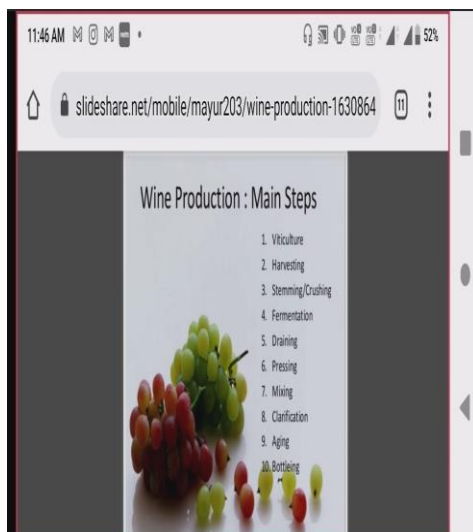 11:46 AM
52%
slideshare.net/mobile/mayur203/wine-production-1630864
11
Wine Production : Main Steps
1. Viticulture
2. Harvesting
3. Stemming/Crushing
4. Fermentation
5. Draining
6. Pressing
7. Mixing
8. Clarification
9. Aging
10. Bottleing